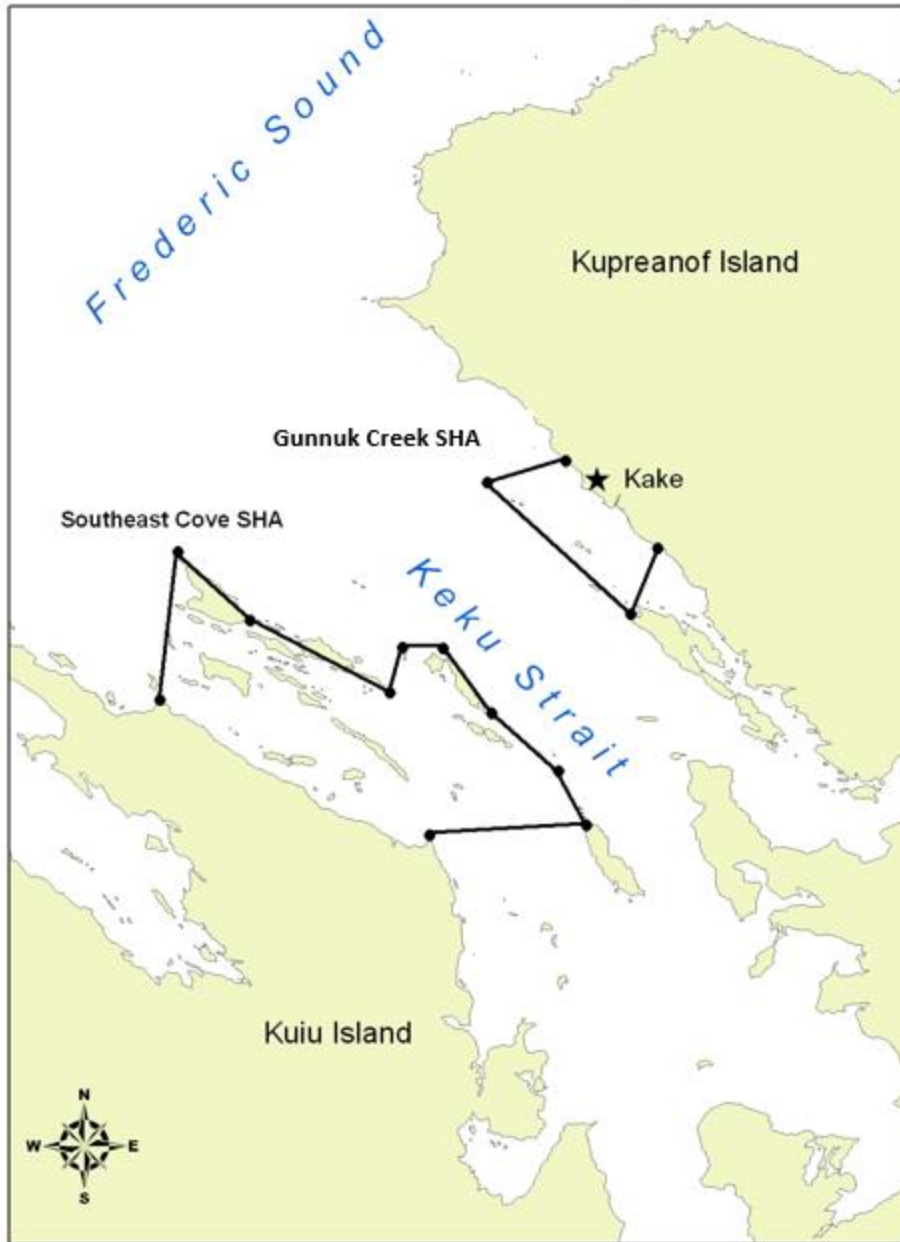 Frederic Sound
Kupreanof Island
Gunnuk Creek SHA
Kake
Southeast Cove SHA
Keku Strait
Kuiu Island
N
W E
S